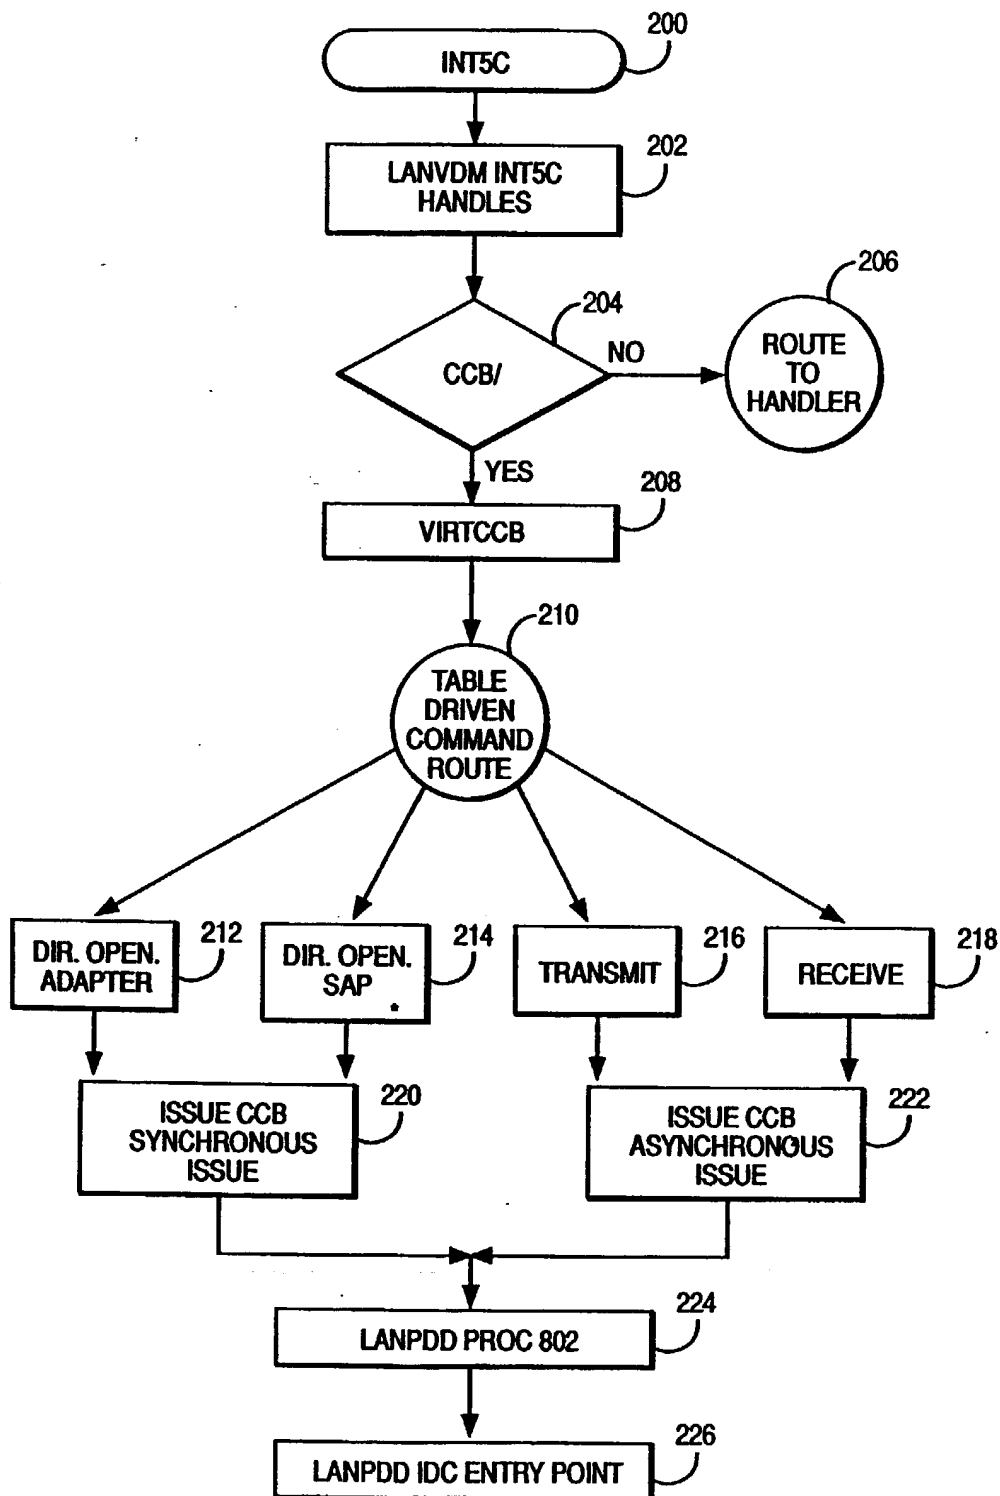 200
INT5C
202
LANVDM INT5C
HANDLES
206
204
ROUTE
TO
HANDLER
NO
CCB/
YES
208
VIRTCCB
210
TABLE
DRIVEN
COMMAND
ROUTE
212
DIR. OPEN.
ADAPTER
214
DIR. OPEN.
SAP
216
TRANSMIT
218
RECEIVE
220
ISSUE CCB
SYNCHRONOUS
ISSUE
222
ISSUE CCB
ASYNCHRONOUS
ISSUE
224
LANPDD PROC 802
226
LANPDD IDC ENTRY POINT